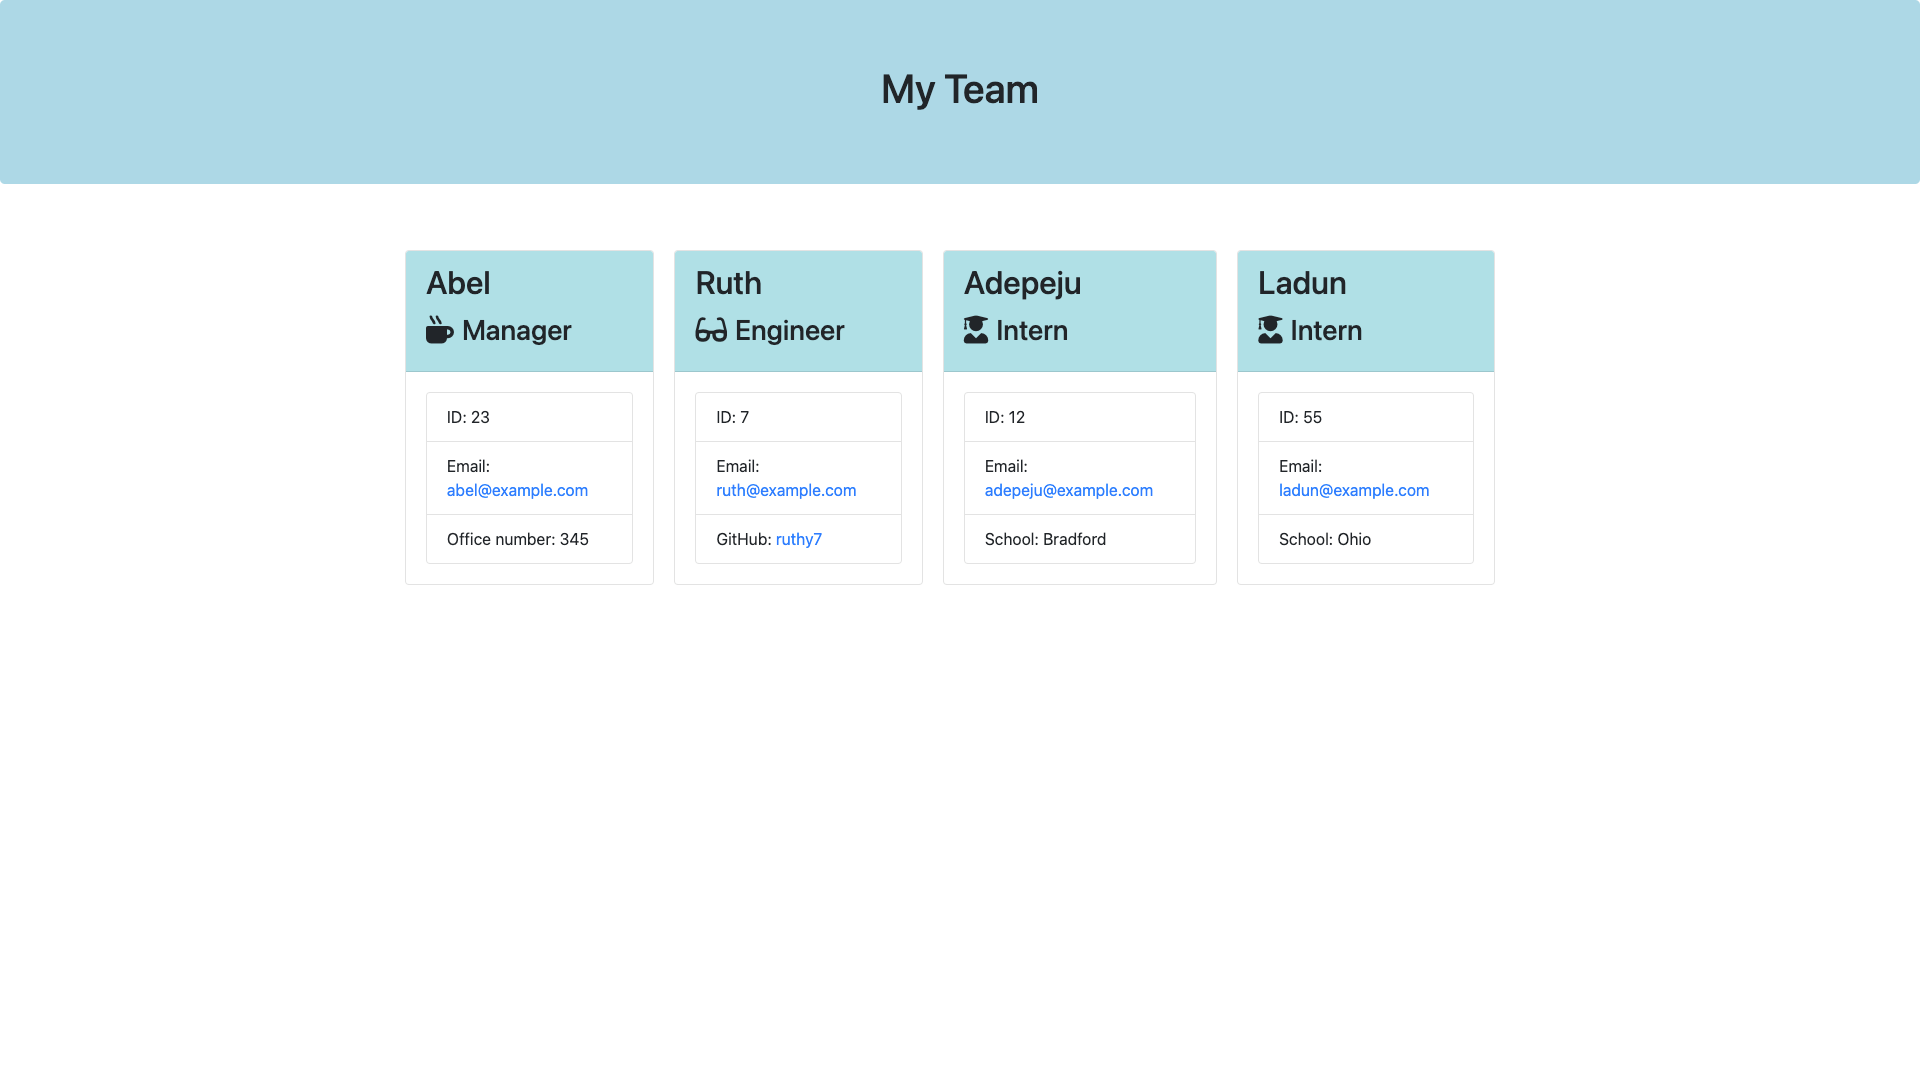 My Team
Abel
Manager
ID: 23
Email:
abel@example.com
Office number: 345
Ruth
Engineer
ID: 7
Email:
ruth@example.com
GitHub: ruthy7
Adepeju
Intern
ID: 12
Email:
adepeju@example.com
School: Bradford
Ladun
Intern
ID: 55
Email:
ladun@example.com
School: Ohio